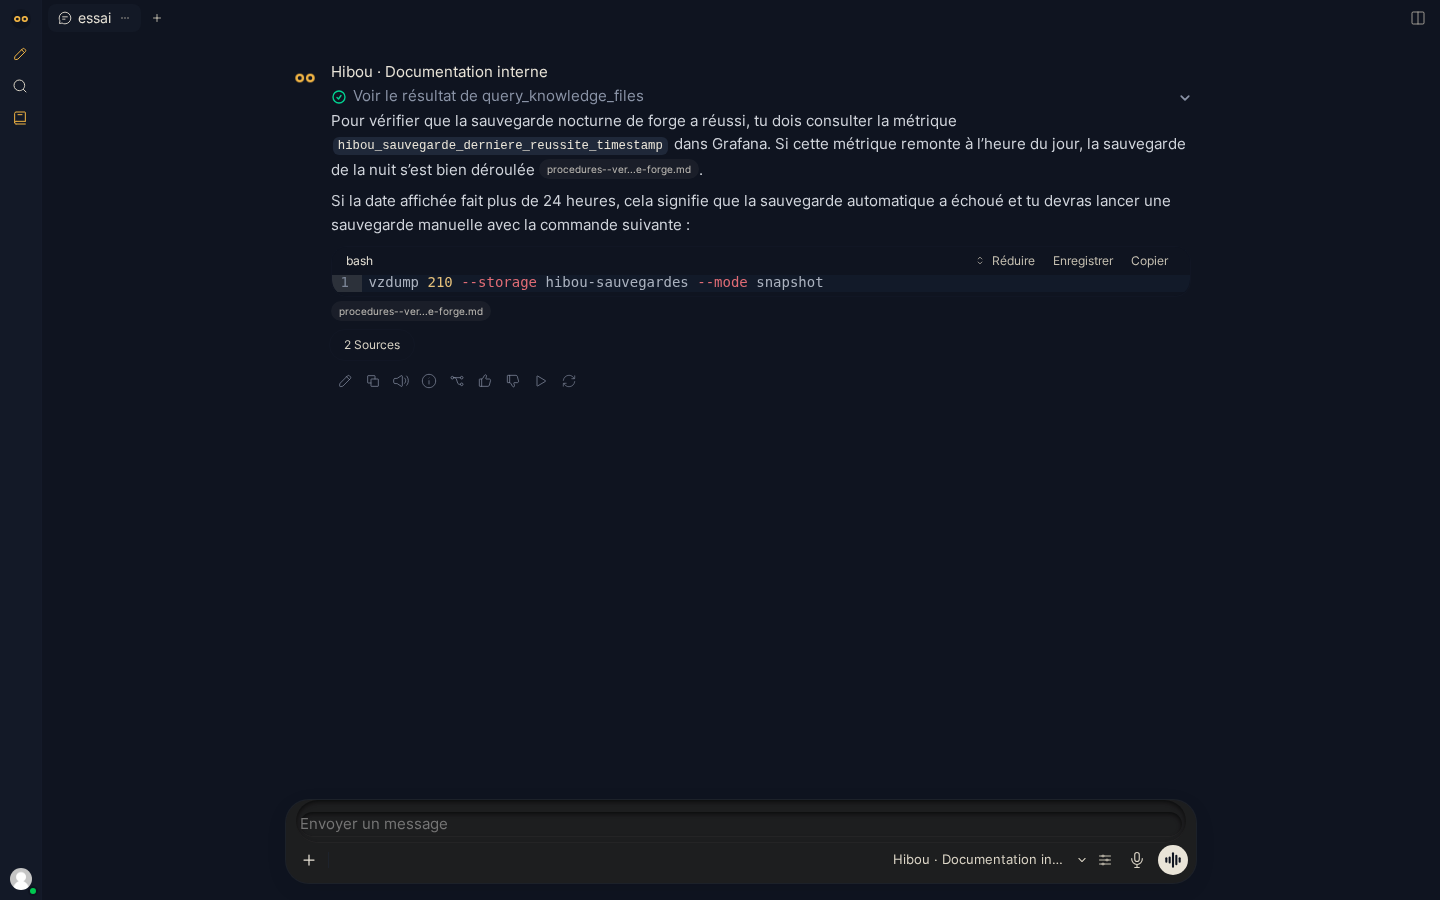 essai
Hibou · Documentation interne
Voir le résultat de query_knowledge_files
Pour vérifier que la sauvegarde nocturne de forge a réussi, tu dois consulter la métrique
hibou_sauvegarde_derniere_reussite_timestamp dans Grafana. Si cette métrique remonte à l’heure du jour, la sauvegarde
de la nuit s’est bien déroulée procedures--ver...e-forge.md .
Si la date affichée fait plus de 24 heures, cela signifie que la sauvegarde automatique a échoué et tu devras lancer une
sauvegarde manuelle avec la commande suivante :
bash Réduire Enregistrer Copier
1 vzdump 210 --storage hibou-sauvegardes --mode snapshot
procedures--ver...e-forge.md
2 Sources
Envoyer un message
Hibou · Documentation in...